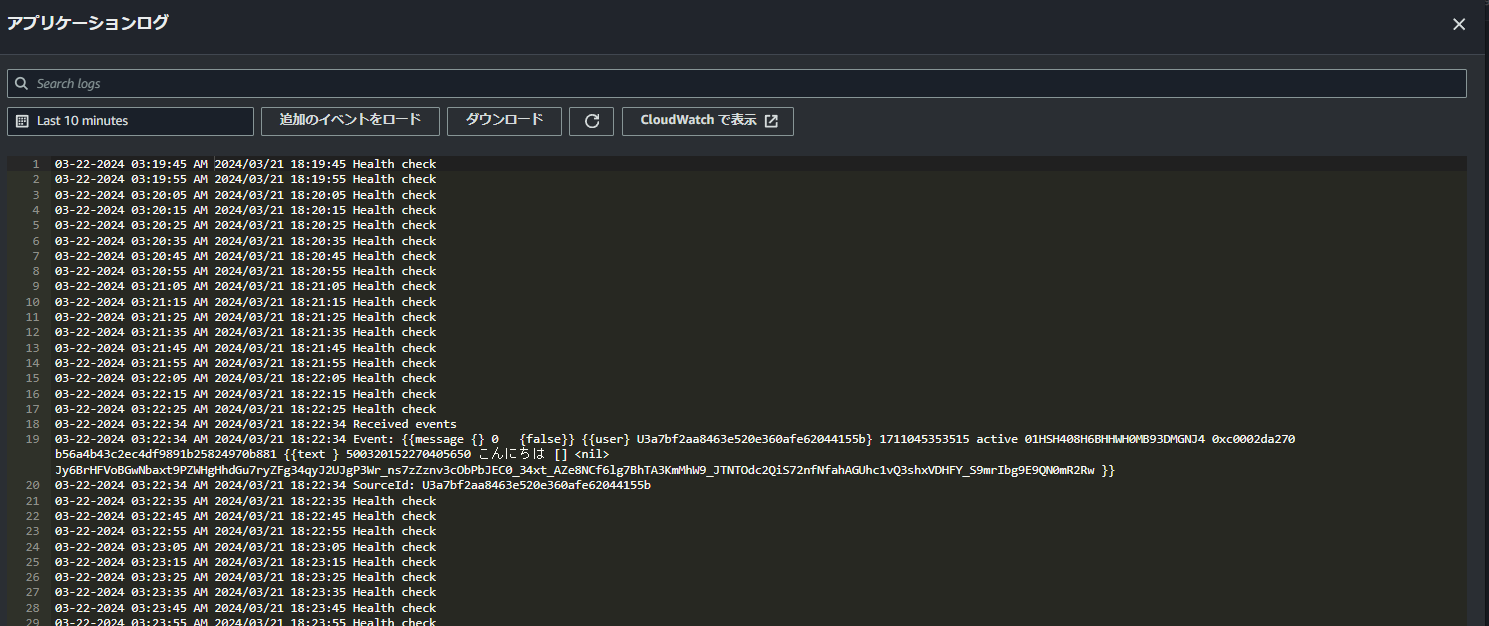 アプリケーションログ
Search logs
Last 10 minutes 追加のイベントをロード ダウンロード CloudWatch で表示
1 03-22-2024 03:19:45 AM 2024/03/21 18:19:45 Health check
2 03-22-2024 03:19:55 AM 2024/03/21 18:19:55 Health check
3 03-22-2024 03:20:05 AM 2024/03/21 18:20:05 Health check
4 03-22-2024 03:20:15 AM 2024/03/21 18:20:15 Health check
5 03-22-2024 03:20:25 AM 2024/03/21 18:20:25 Health check
6 03-22-2024 03:20:35 AM 2024/03/21 18:20:35 Health check
7 03-22-2024 03:20:45 AM 2024/03/21 18:20:45 Health check
8 03-22-2024 03:20:55 AM 2024/03/21 18:20:55 Health check
9 03-22-2024 03:21:05 AM 2024/03/21 18:21:05 Health check
10 03-22-2024 03:21:15 AM 2024/03/21 18:21:15 Health check
11 03-22-2024 03:21:25 AM 2024/03/21 18:21:25 Health check
12 03-22-2024 03:21:35 AM 2024/03/21 18:21:35 Health check
13 03-22-2024 03:21:45 AM 2024/03/21 18:21:45 Health check
14 03-22-2024 03:21:55 AM 2024/03/21 18:21:55 Health check
15 03-22-2024 03:22:05 AM 2024/03/21 18:22:05 Health check
16 03-22-2024 03:22:15 AM 2024/03/21 18:22:15 Health check
17 03-22-2024 03:22:25 AM 2024/03/21 18:22:25 Health check
18 03-22-2024 03:22:34 AM 2024/03/21 18:22:34 Received events
19 03-22-2024 03:22:34 AM 2024/03/21 18:22:34 Event: {{message {} 0   {false}} {{user} U3a7bf2aa8463e520e360afe62044155b} 1711045353515 active 01HSH408H6BHHWH0MB93DMGNJ4 0xc0002da270
b56a4b43c2ec4df9891b25824970b881 {{text } 500320152270405650 こんにちは [] <nil>
Jy6BrHFVoBGwNbaxt9PZWHgHhdGu7ryZFg34qyJ2UJgP3Wr_ns7zZznv3cObPbJEC0_34xt_AZe8NCf6lg7BhTA3KmMhW9_JTNTOdc2QiS72nfNfahAGUhc1vQ3shxVDHFY_S9mrIbg9E9QN0mR2Rw }}
20 03-22-2024 03:22:34 AM 2024/03/21 18:22:34 SourceId: U3a7bf2aa8463e520e360afe62044155b
21 03-22-2024 03:22:35 AM 2024/03/21 18:22:35 Health check
22 03-22-2024 03:22:45 AM 2024/03/21 18:22:45 Health check
23 03-22-2024 03:22:55 AM 2024/03/21 18:22:55 Health check
24 03-22-2024 03:23:05 AM 2024/03/21 18:23:05 Health check
25 03-22-2024 03:23:15 AM 2024/03/21 18:23:15 Health check
26 03-22-2024 03:23:25 AM 2024/03/21 18:23:25 Health check
27 03-22-2024 03:23:35 AM 2024/03/21 18:23:35 Health check
28 03-22-2024 03:23:45 AM 2024/03/21 18:23:45 Health check
29 03-22-2024 03:23:55 AM 2024/03/21 18:23:55 Health check